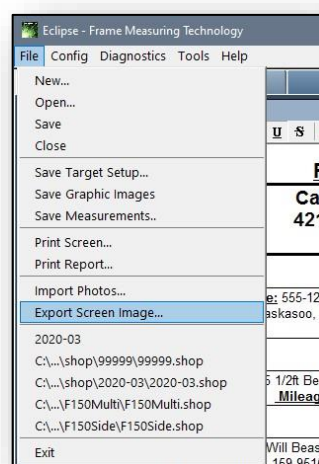 Eclipse - Frame Measuring Technology
File Config Diagnostics Tools Help
New...
Open...
Save
Close
U S
Save Target Setup...
Save Graphic Images
Save Measurements..
Print Screen...
Print Report...
Import Photos...
Export Screen Image...
2020-03
C:\...\shop\99999\99999.shop
C:\...\shop\2020-03\2020-03.shop
C:\...\F150Multi\F150Multi.shop
C:\...\F150Side\F150Side.shop
Exit
F
Ca
421
e: 555-12
askasoo,
5 1/2ft Be
Mileag
Will Beas